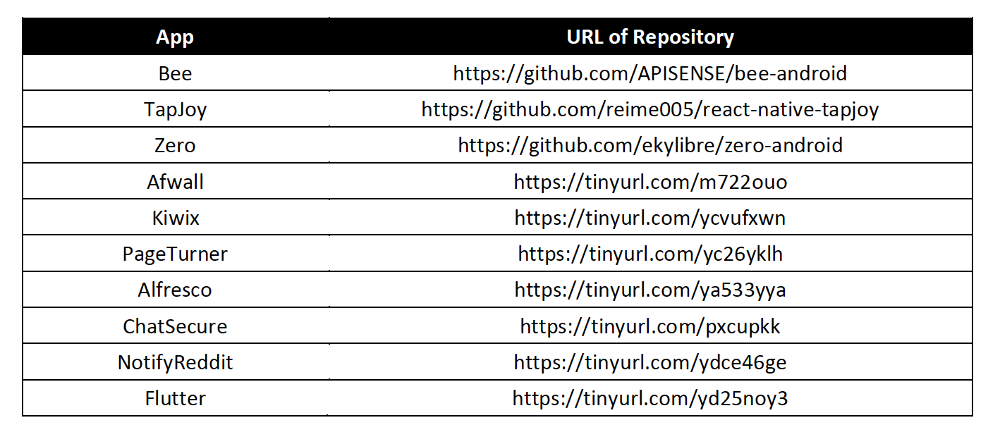 App URL of Repository
Bee https://github.com/APISENSE/bee-android
TapJoy https://github.com/reime005/react-native-tapjoy
Zero https://github.com/ekylibre/zero-android
Afwall https://tinyurl.com/m722ouo
Kiwix https://tinyurl.com/ycvufxwn
PageTurner https://tinyurl.com/yc26yklh
Alfresco https://tinyurl.com/ya533yya
ChatSecure https://tinyurl.com/pxcupkk
NotifyReddit https://tinyurl.com/ydce46ge
Flutter https://tinyurl.com/yd25noy3